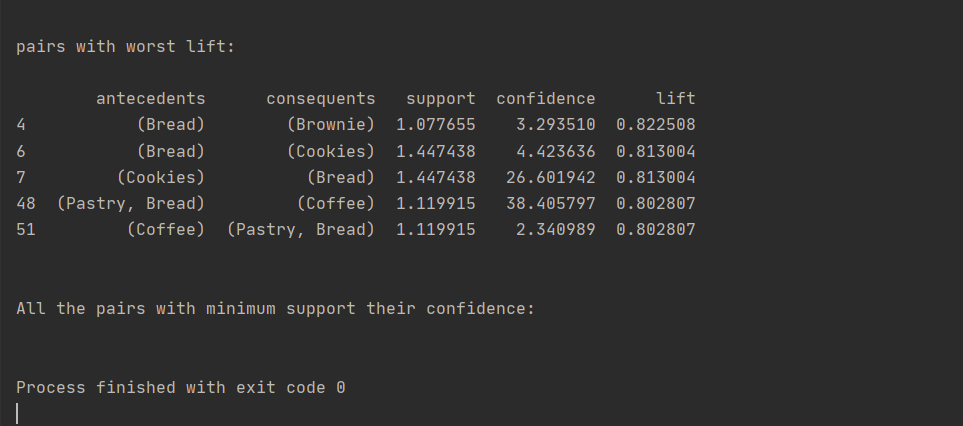 pairs with worst lift:
antecedents consequents support confidence lift
4 (Bread) (Brownie) 1.077655 3.293510 0.822508
6 (Bread) (Cookies) 1.447438 4.423636 0.813004
7 (Cookies) (Bread) 1.447438 26.601942 0.813004
48 (Pastry, Bread) (Coffee) 1.119915 38.405797 0.802807
51 (Coffee) (Pastry, Bread) 1.119915 2.340989 0.802807
All the pairs with minimum support their confidence:
Process finished with exit code 0